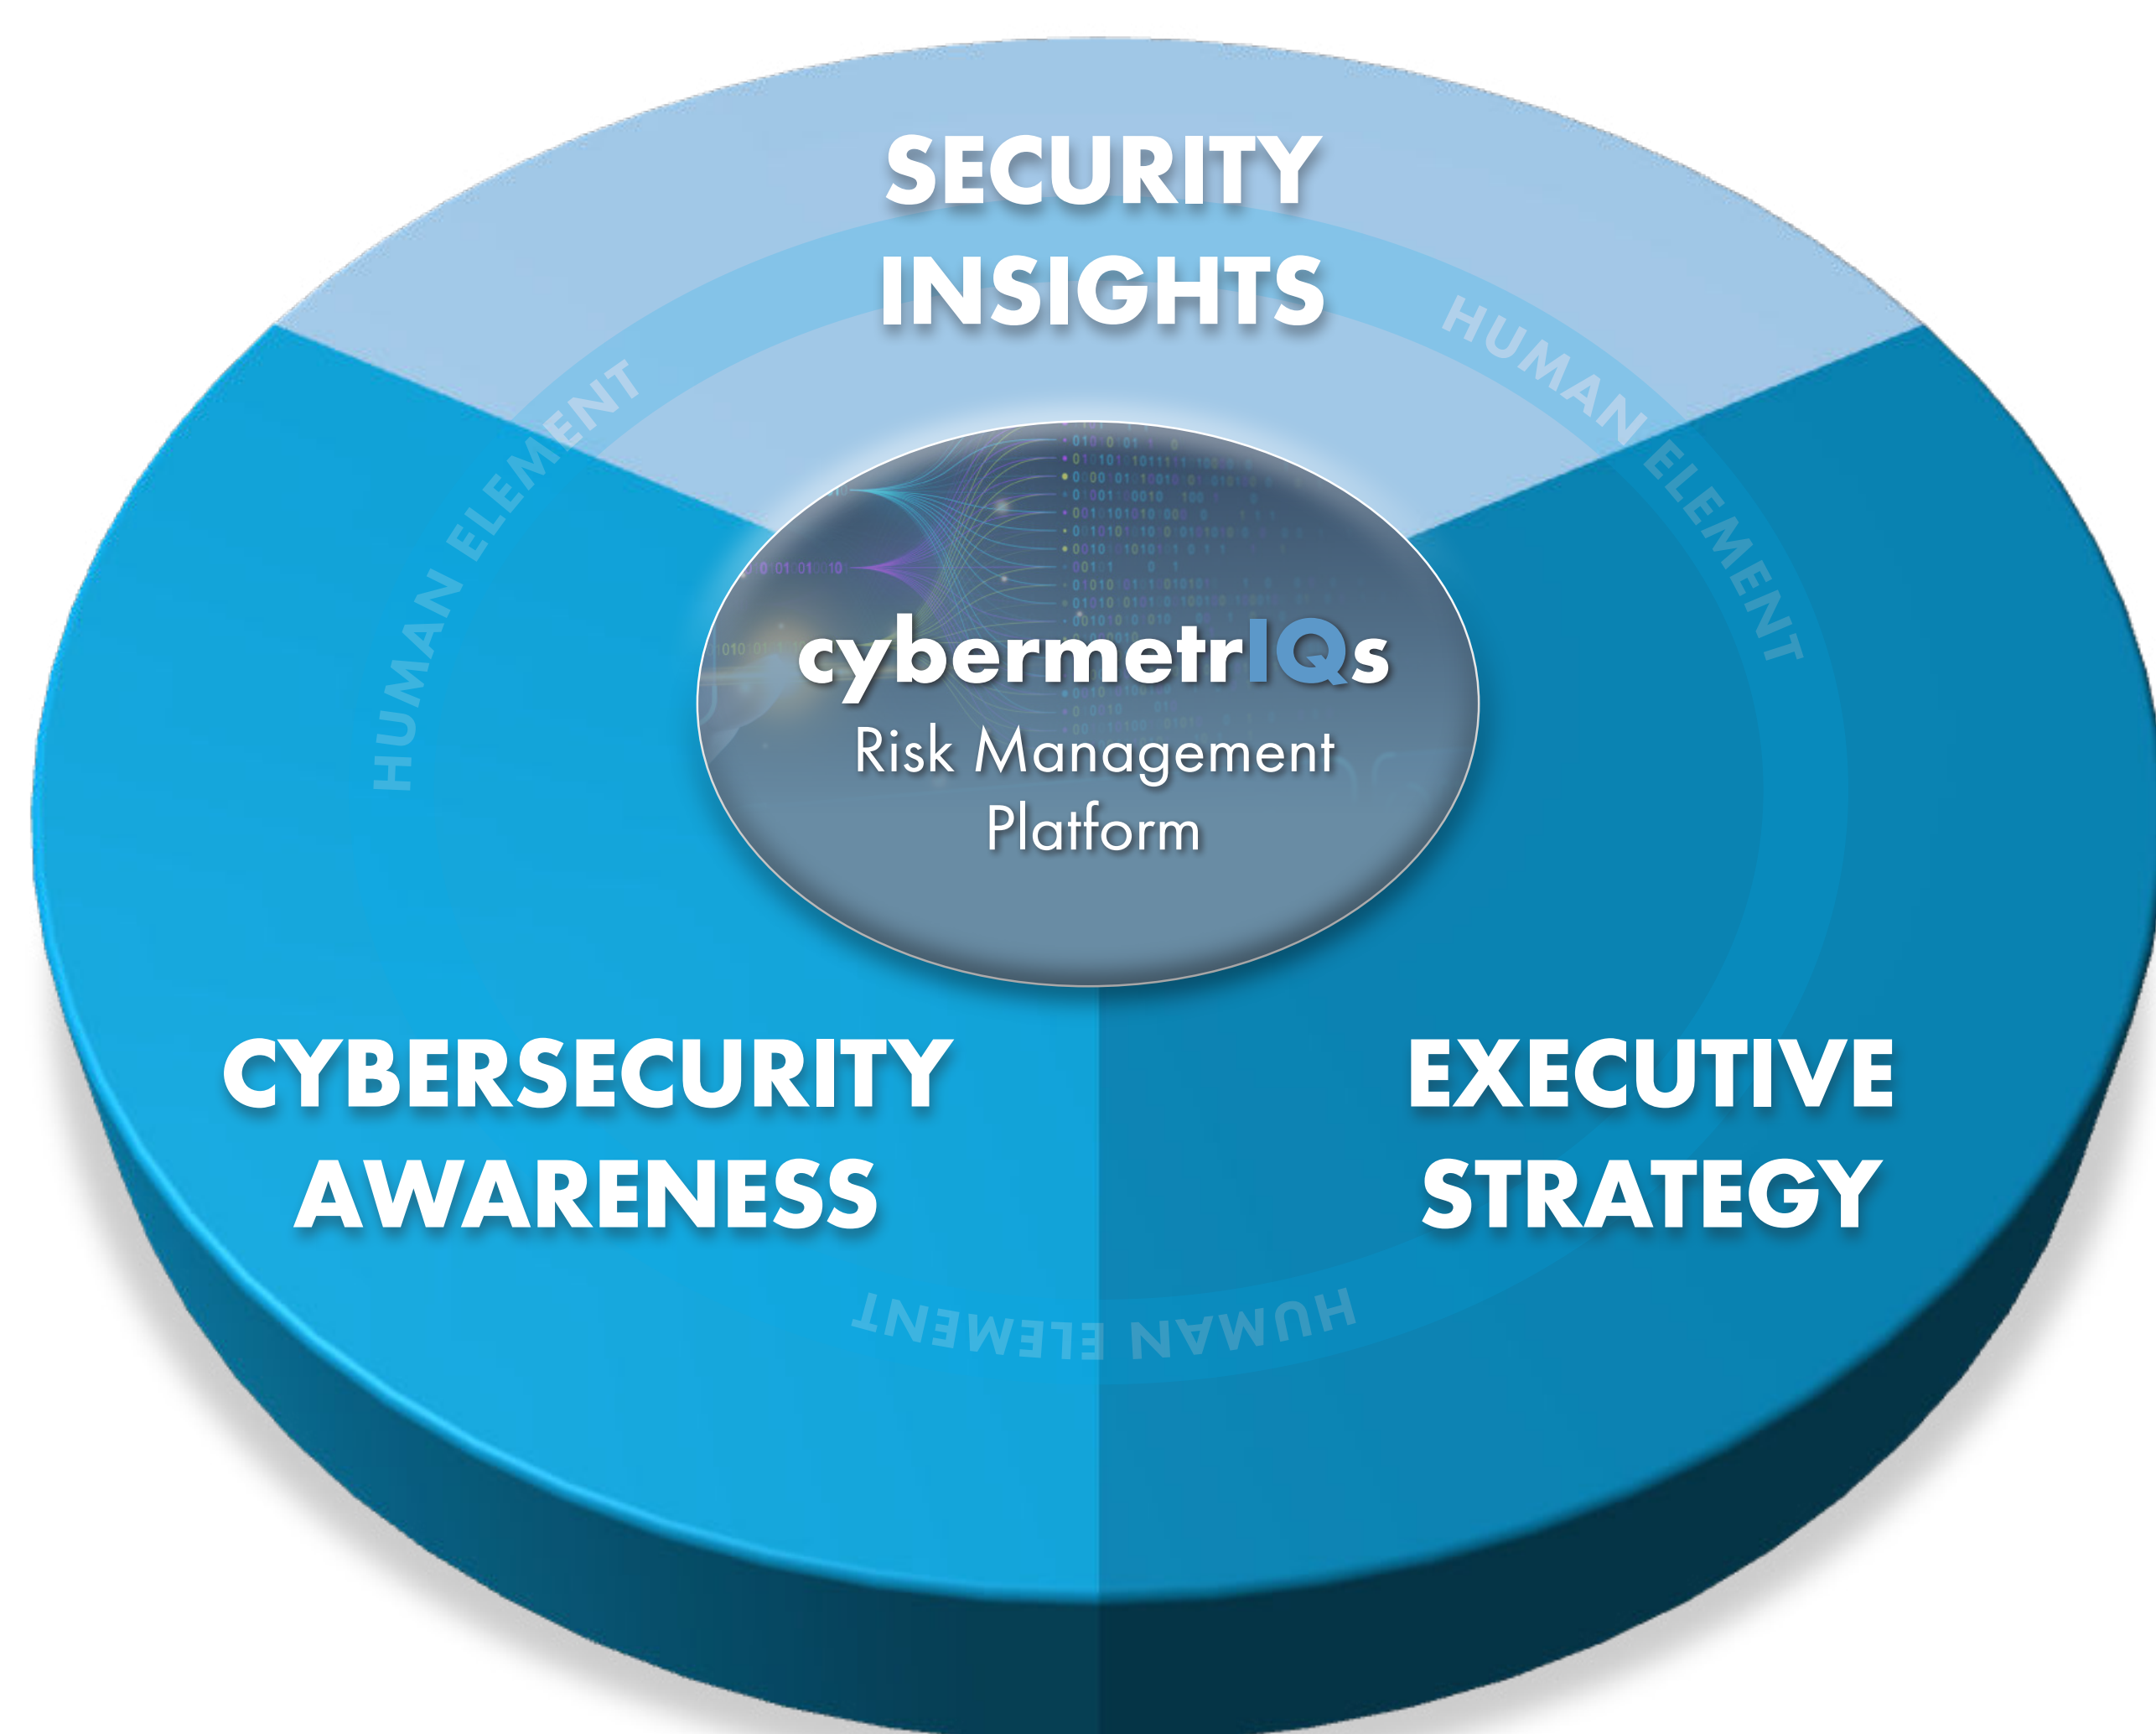 SECURITY
INSIGHTS
HUMAN ELEMENT
HUMAN ELEMENT
cybermetrIQs
Risk Management
Platform
CYBERSECURITY
AWARENESS
EXECUTIVE
STRATEGY
HUMAN ELEMENT